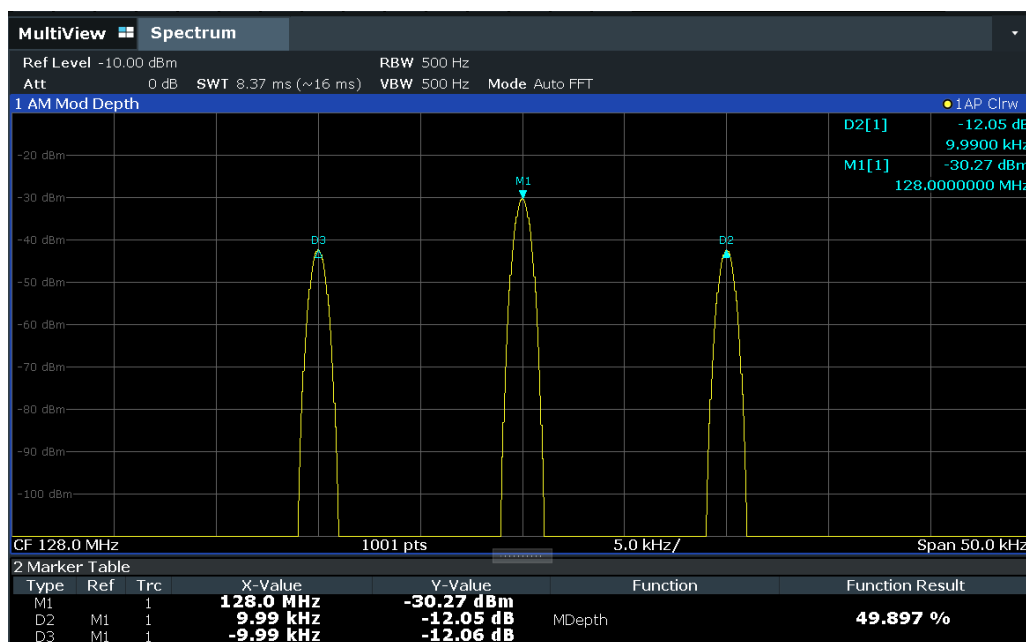 MultiView Spectrum
Ref Level -10.00 dBm RBW 500 Hz
Att 0 dB SWT 8.37 ms (~16 ms) VBW 500 Hz Mode Auto FFT
1 AM Mod Depth 1AP Clrw
D2[1] -12.05 dB
9.9900 kHz
M1[1] -30.27 dBm
128.0000000 MHz
-20 dBm
M1
-30 dBm
D3
D2
-40 dBm
-50 dBm
-60 dBm
-70 dBm
-80 dBm
-90 dBm
-100 dBm
CF 128.0 MHz 1001 pts 5.0 kHz/ Span 50.0 kHz
2 Marker Table
Type Ref Trc X-Value Y-Value Function Function Result
M1 1 128.0 MHz -30.27 dBm
D2 M1 1 9.99 kHz -12.05 dB MDepth 49.897 %
D3 M1 1 -9.99 kHz -12.06 dB